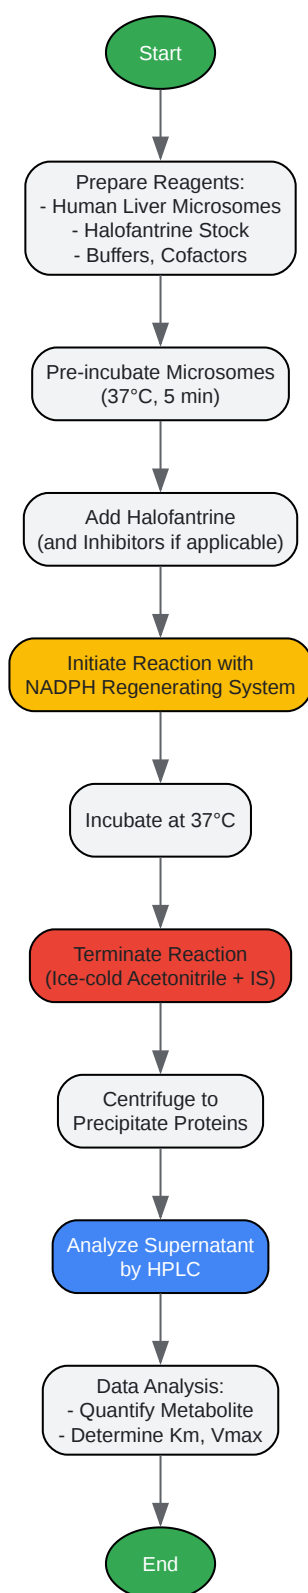 Start
Prepare Reagents:
- Human Liver Microsomes
- Halofantrine Stock
- Buffers, Cofactors
Pre-incubate Microsomes
(37°C, 5 min)
Add Halofantrine
(and Inhibitors if applicable)
Initiate Reaction with
NADPH Regenerating System
Incubate at 37°C
Terminate Reaction
(Ice-cold Acetonitrile + IS)
Centrifuge to
Precipitate Proteins
Analyze Supernatant
by HPLC
Data Analysis:
- Quantify Metabolite
- Determine Km, Vmax
End